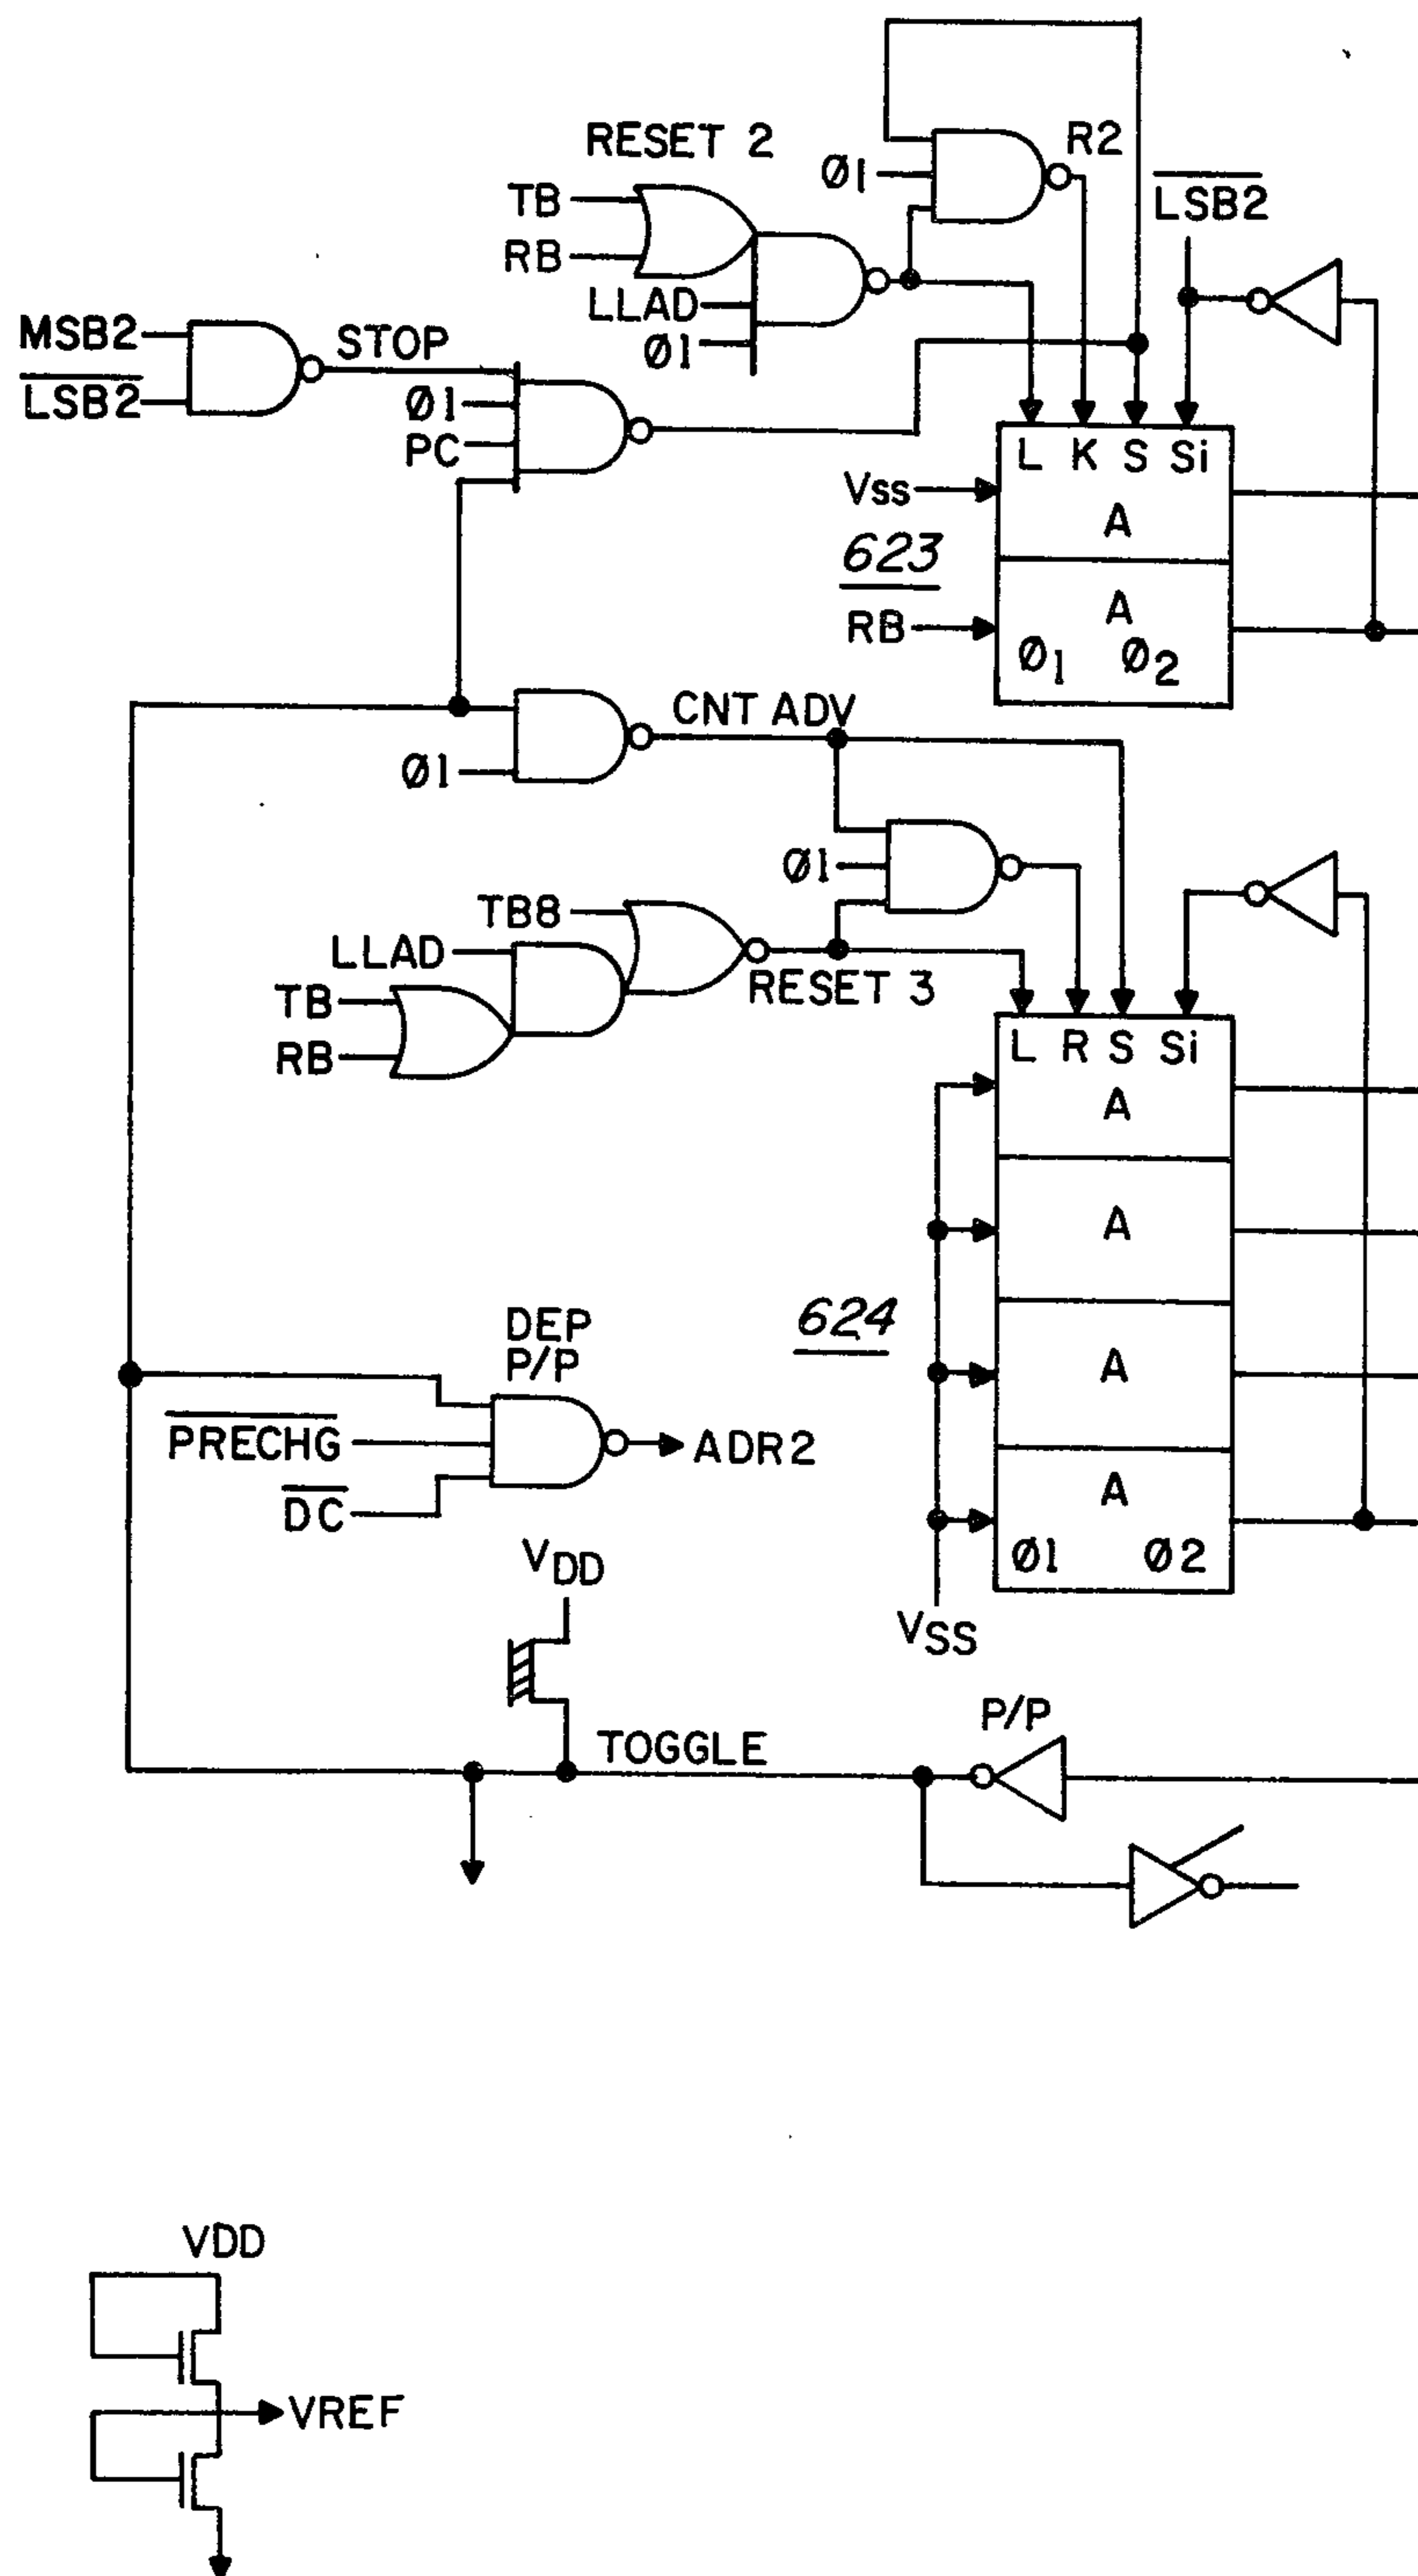 RESET 2
R2
Ø1
TB
LSB2
RB
LLAD
Ø1
MSB2
STOP
LSB2
Ø1
PC
L K S Si
Vss
A
623
A
RB
Ø1 Ø2
CNT ADV
Ø1
Ø1
TB8
LLAD
RESET 3
TB
RB
L R S Si
A
A
624
DEP
P/P
A
PRECHG
ADR2
DC
A
VDD
Ø1 Ø2
VSS
P/P
TOGGLE
VDD
VREF